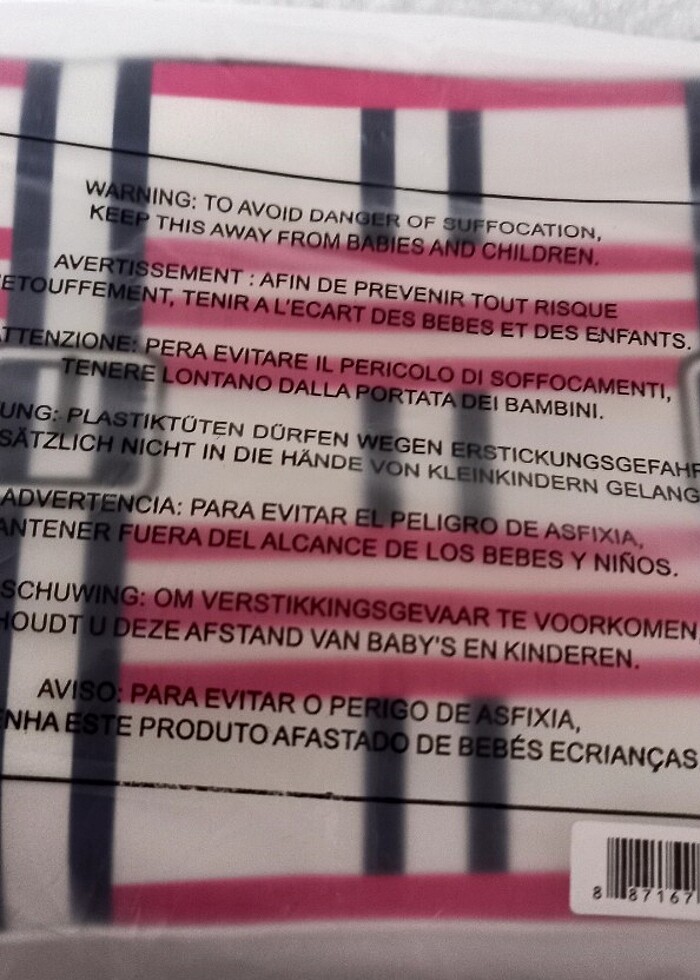 WARNING: TO AVOID DANGER OF SUFFOCATION,
KEEP THIS AWAY FROM BABIES AND CHILDREN.
AVERTISSEMENT : AFIN DE PREVENIR TOUT RISQUE
ETOUFFEMENT, TENIR A L'ECART DES BEBES ET DES ENFANTS.
TTENZIONE: PERA EVITARE IL PERICOLO DI SOFFOCAMENTI,
TENERE LONTANO DALLA PORTATA DEI BAMBINI.
UNG: PLASTIKTÜTEN DÜRFEN WEGEN ERSTICKUNGSGEFAHR
SÄTZLICH NICHT IN DIE HÄNDE VON KLEINKINDERN GELANG
ADVERTENCIA: PARA EVITAR EL PELIGRO DE ASFIXIA,
ANTENER FUERA DEL ALCANCE DE LOS BEBES Y NIÑOS.
SCHUWING: OM VERSTIKKINGSGEVAAR TE VOORKOMEN,
HOUDT U DEZE AFSTAND VAN BABY'S EN KINDEREN.
AVISO: PARA EVITAR O PERIGO DE ASFIXIA,
ENHA ESTE PRODUTO AFASTADO DE BEBÉS ECRIANÇAS
8 87167